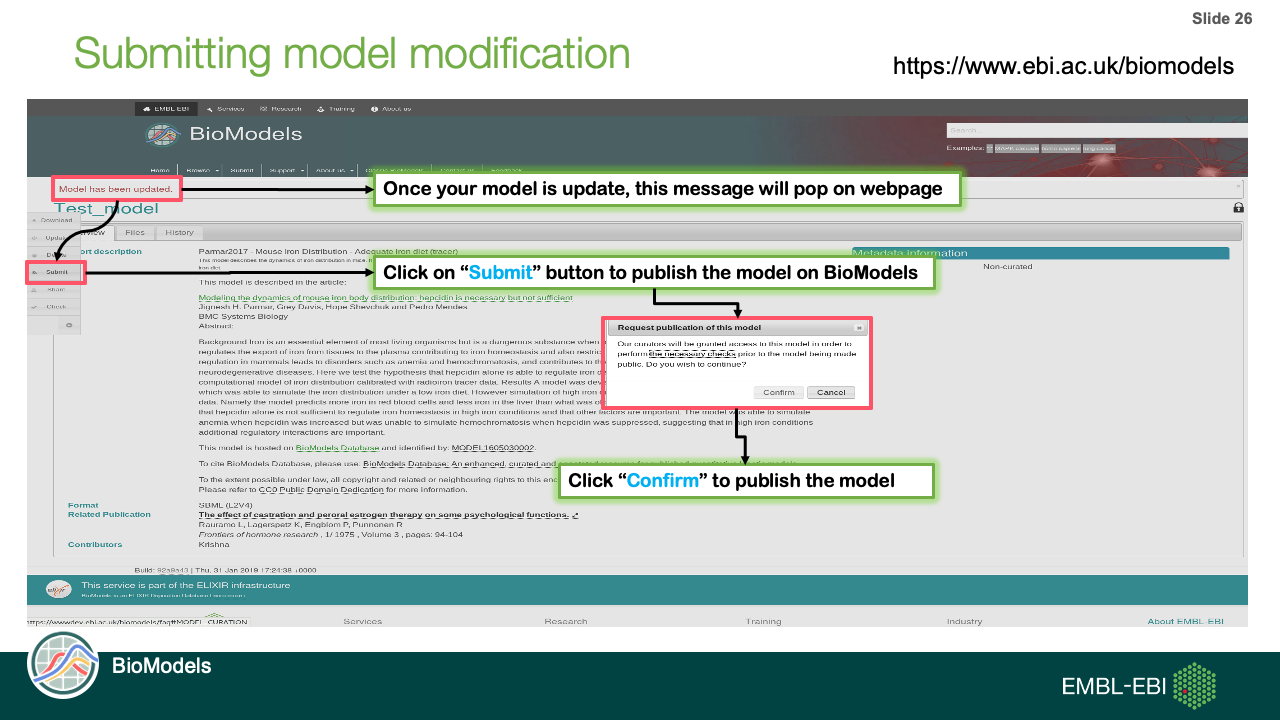 Slide 26
Submitting model modification
https://www.ebi.ac.uk/biomodels
EMBL-EBI Services Research Training About us
BioModels
Search...
Examples: MAPK cascade homo sapiens lung cancer
Home Browse Submit Support About us Contact us Feedback
Model has been updated.
Once your model is update, this message will pop on webpage
Test_model
Download
Update
Files History
Submit
Share
Check
Click on “Submit” button to publish the model on BioModels
Parmar2017 - Mouse Iron Distribution - Adequate iron diet (tracer)
Metadata Information
Non-curated
This model is described in the article:
Modeling the dynamics of mouse iron body distribution: hepcidin is necessary but not sufficient
Jignesh H. Parmar, Grey Davis, Hope Shevchuk and Pedro Mendes
BMC Systems Biology
Abstract:
Request publication of this model
Our curators will be granted access to this model in order to
perform the necessary checks prior to the model being made
public. Do you wish to continue?
Confirm Cancel
Background Iron is an essential element of most living organisms but is a dangerous substance when
regulates the export of iron from tissues to the plasma contributing to iron homeostasis and also
regulation in mammals leads to disorders such as anemia and hemochromatosis, and contributes to
neurodegenerative diseases. Here we test the hypothesis that hepcidin alone is able to regulate iron
computational model of iron distribution calibrated with radioiron tracer data. Results A model was
which was able to simulate the iron distribution under a low iron diet. However simulation of high iron
data. Namely the model predicts more iron in red blood cells and less iron in the liver than what was
that hepcidin alone is not sufficient to regulate iron homeostasis in high iron conditions and that other factors are important. The model was able to simulate
anemia when hepcidin was increased but was unable to simulate hemochromatosis when hepcidin was suppressed, suggesting that in high iron conditions
additional regulatory interactions are important.
This model is hosted on BioModels Database and identified by: MODEL1605030002.
To cite BioModels Database, please use: BioModels Database: An enhanced, curated and
To the extent possible under law, all copyright and related or neighbouring rights to this
Please refer to CC0 Public Domain Dedication for more information.
Click “Confirm” to publish the model
Format SBML (L2V4)
Related Publication The effect of castration and peroral estrogen therapy on some psychological functions.
Rauramo L, Lagerspetz K, Engblom P, Punnonen R
Frontiers of hormone research , 1/ 1975 , Volume 3 , pages: 94-104
Contributors Krishna
Build: 92a9a43 | Thu, 31 Jan 2019 17:24:38 +0000
elixir
This service is part of the ELIXIR infrastructure
BioModels is an ELIXIR Deposition Database
https://wwwdev.ebi.ac.uk/biomodels/faq#MODEL_CURATION
Services Research Training Industry About EMBL-EBI
BioModels
EMBL-EBI